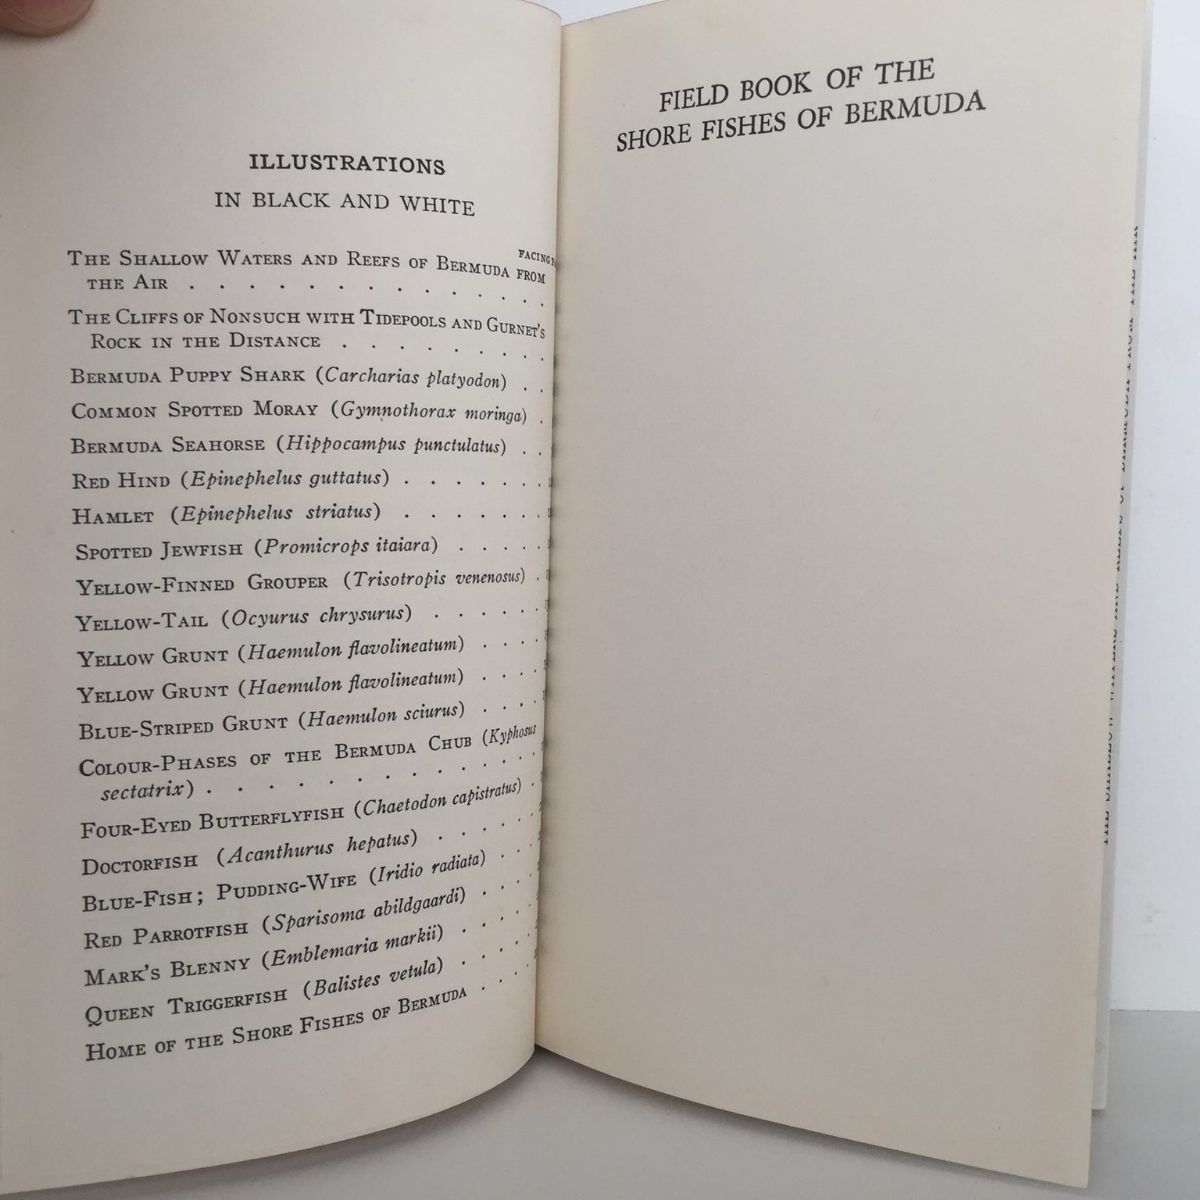 ILLUSTRATIONS
IN BLACK AND WHITE
FACING
THE SHALLOW WATERS AND REEFS OF BERMUDA FROM
THE AIR . . . . . . . . . . . . .
THE CLIFFS OF NONSUCH WITH TIDEPOOLS AND GURNET'S
ROCK IN THE DISTANCE . . . . . . . .
BERMUDA PUPPY SHARK (Carcharias platyodon) . .
COMMON SPOTTED MORAY (Gymnothorax moringa) .
BERMUDA SEAHORSE (Hippocampus punctulatus) . .
RED HIND (Epinephelus guttatus) . . . . . .
HAMLET (Epinephelus striatus) . . . . . .
SPOTTED JEWFISH (Promicrops itaiara) . . . .
YELLOW-FINNED GROUPER (Trisotropis venenosus) .
YELLOW-TAIL (Ocyurus chrysurus) . . . . .
YELLOW GRUNT (Haemulon flavolineatum) . . . .
YELLOW GRUNT (Haemulon flavolineatum) . . . .
BLUE-STRIPED GRUNT (Haemulon sciurus) . . . .
COLOUR-PHASES OF THE BERMUDA CHUB (Kyphosus
sectatrix) . . . . . . . . . . . .
FOUR-EYED BUTTERFLYFISH (Chaetodon capistratus) .
DOCTORFISH (Acanthurus hepatus) . . . . .
BLUE-FISH; PUDDING-WIFE (Iridio radiata) . . .
RED PARROTFISH (Sparisoma abildgaardi) . . .
MARK'S BLENNY (Emblemaria markii) . . . .
QUEEN TRIGGERFISH (Balistes vetula) . . . .
HOME OF THE SHORE FISHES OF BERMUDA . . .
FIELD BOOK OF THE
SHORE FISHES OF BERMUDA